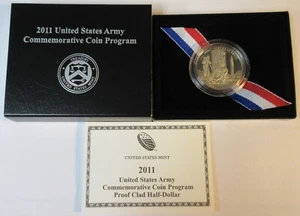 2011 United States Army
Commemorative Coin Program
UNITED STATES MINT
2011
United States Army
Commemorative Coin Program
Proof Clad Half-Dollar